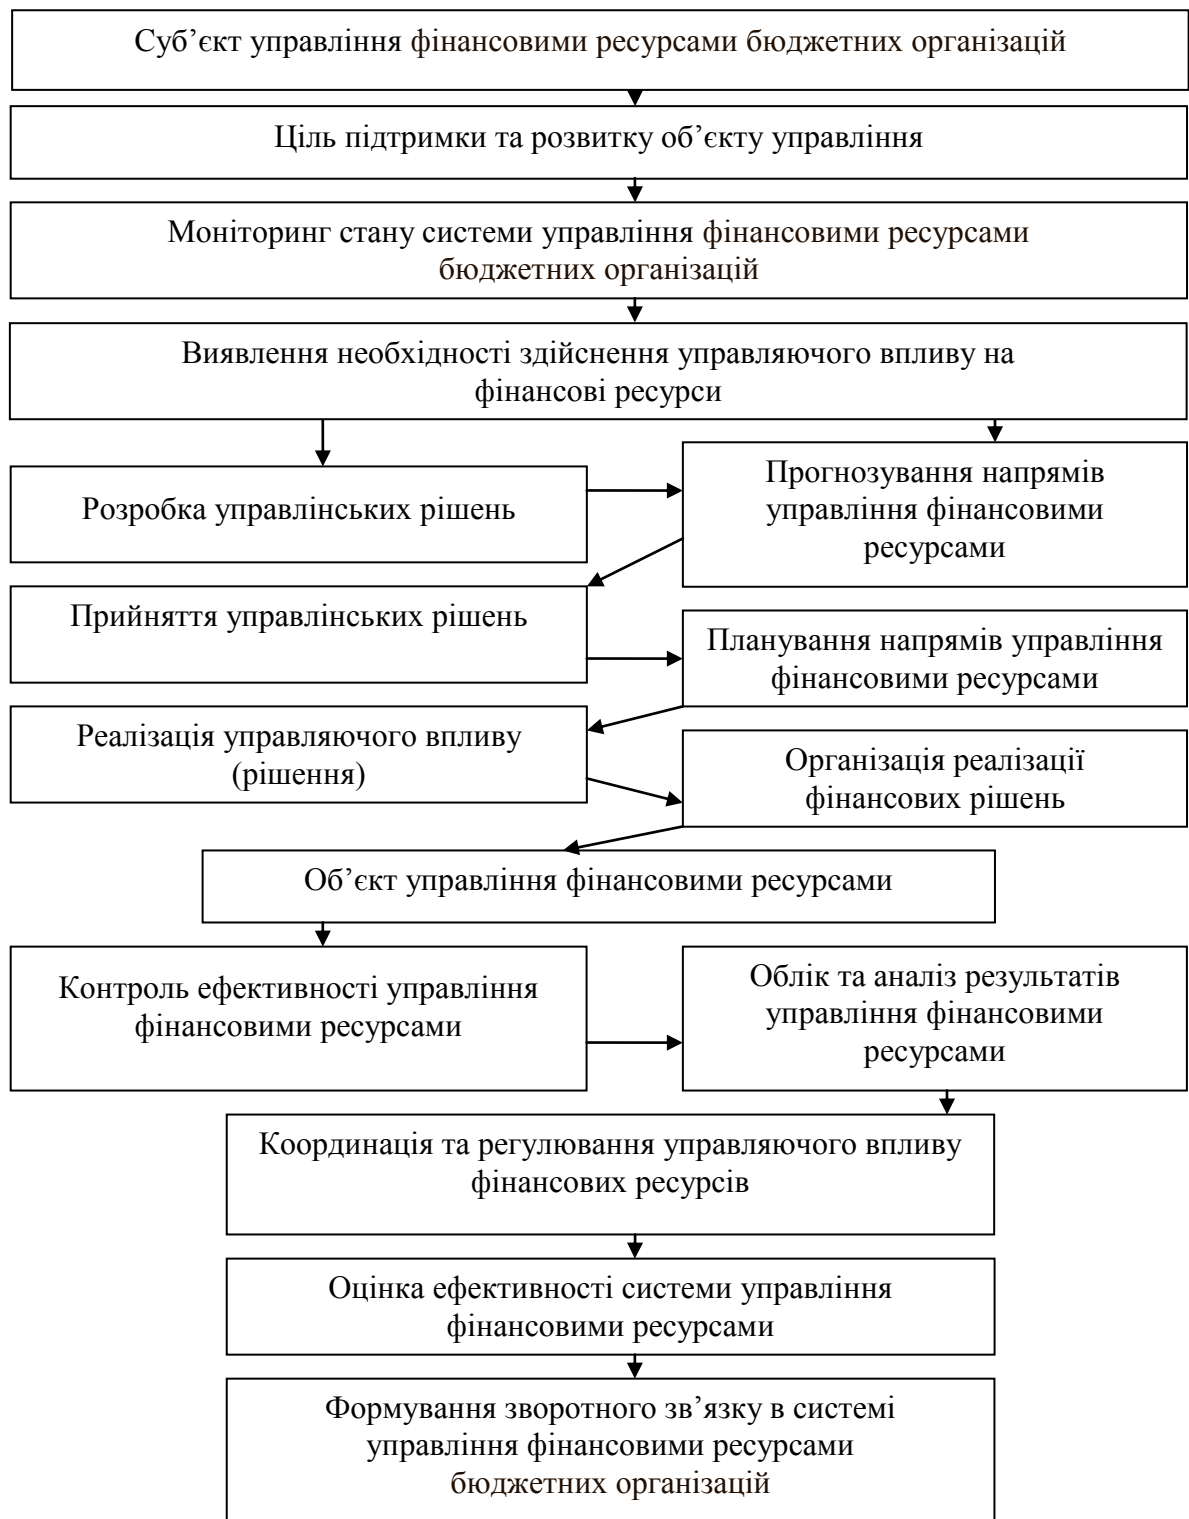 Суб’єкт управління фінансовими ресурсами бюджетних організацій
Ціль підтримки та розвитку об’єкту управління
Моніторинг стану системи управління фінансовими ресурсами
бюджетних організацій
Виявлення необхідності здійснення управляючого впливу на
фінансові ресурси
Розробка управлінських рішень
Прогнозування напрямів
управління фінансовими
ресурсами
Прийняття управлінських рішень
Планування напрямів управління
фінансовими ресурсами
Реалізація управляючого впливу
(рішення)
Організація реалізації
фінансових рішень
Об’єкт управління фінансовими ресурсами
Контроль ефективності управління
фінансовими ресурсами
Облік та аналіз результатів
управління фінансовими
ресурсами
Координація та регулювання управляючого впливу
фінансових ресурсів
Оцінка ефективності системи управління
фінансовими ресурсами
Формування зворотного зв’язку в системі
управління фінансовими ресурсами
бюджетних організацій